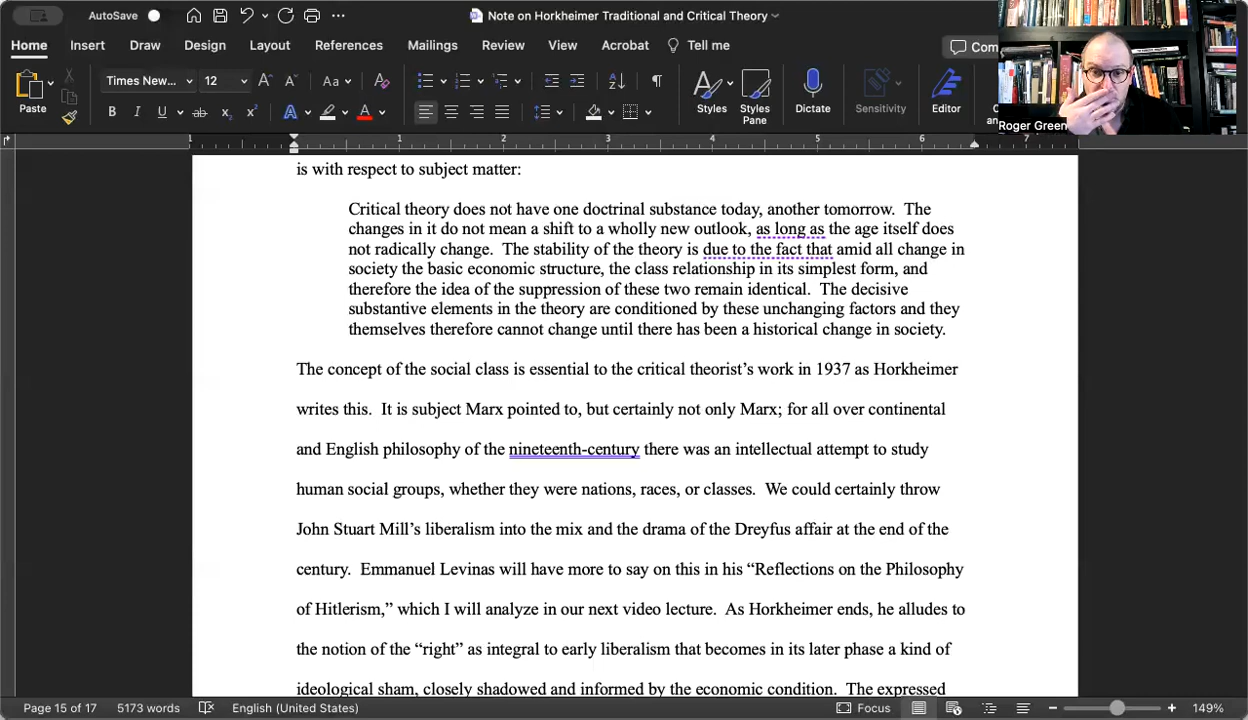 AutoSave
Note on Horkheimer Traditional and Critical Theory
Home Insert Draw Design Layout References Mailings Review View Acrobat Tell me Com
Times New... 12 Aa
Paste Styles Styles Pane Dictate Sensitivity Editor
Roger Green
1 1 2 3 4 5 6 7
is with respect to subject matter:
Critical theory does not have one doctrinal substance today, another tomorrow. The
changes in it do not mean a shift to a wholly new outlook, as long as the age itself does
not radically change. The stability of the theory is due to the fact that amid all change in
society the basic economic structure, the class relationship in its simplest form, and
therefore the idea of the suppression of these two remain identical. The decisive
substantive elements in the theory are conditioned by these unchanging factors and they
themselves therefore cannot change until there has been a historical change in society.
The concept of the social class is essential to the critical theorist’s work in 1937 as Horkheimer
writes this. It is subject Marx pointed to, but certainly not only Marx; for all over continental
and English philosophy of the nineteenth-century there was an intellectual attempt to study
human social groups, whether they were nations, races, or classes. We could certainly throw
John Stuart Mill’s liberalism into the mix and the drama of the Dreyfus affair at the end of the
century. Emmanuel Levinas will have more to say on this in his “Reflections on the Philosophy
of Hitlerism,” which I will analyze in our next video lecture. As Horkheimer ends, he alludes to
the notion of the “right” as integral to early liberalism that becomes in its later phase a kind of
ideological sham, closely shadowed and informed by the economic condition. The expressed
Page 15 of 17 5173 words English (United States) Focus 149%